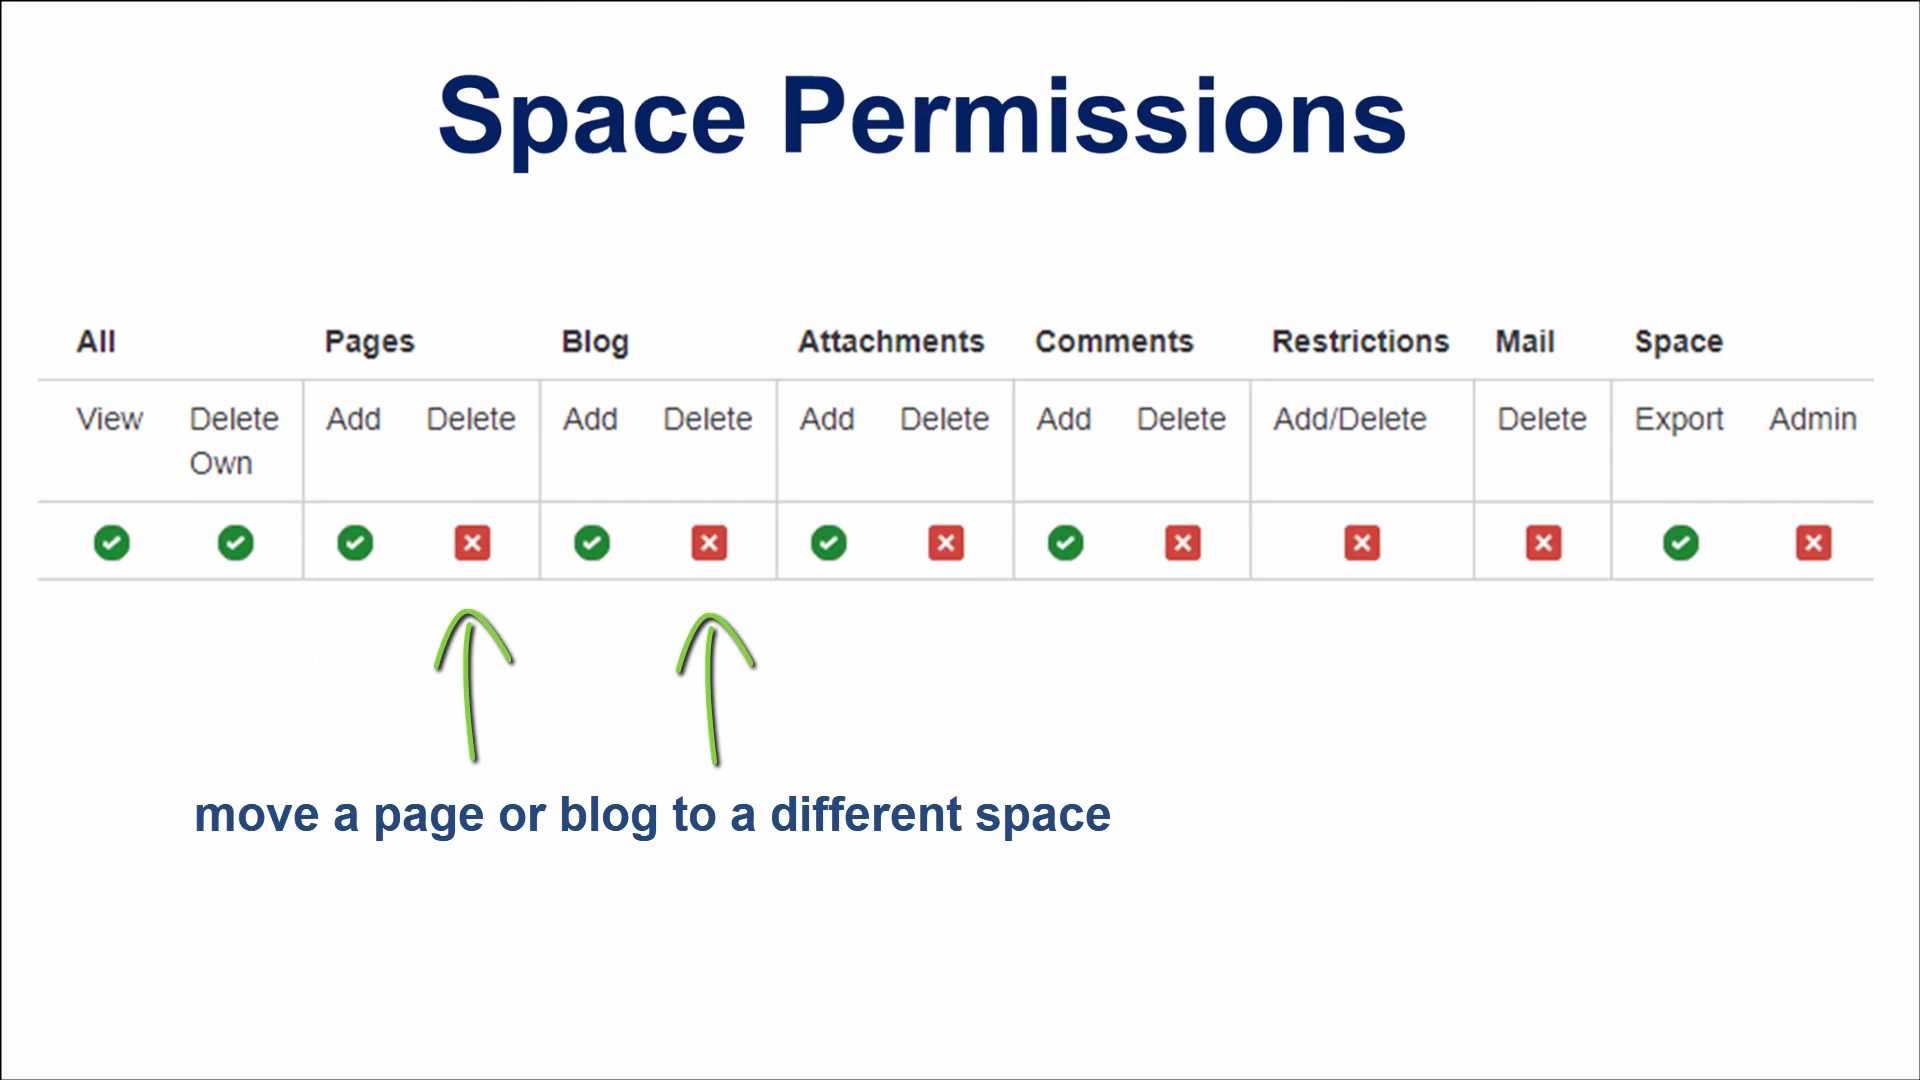 Space Permissions
All Pages Blog Attachments Comments Restrictions Mail Space
View Delete Own Add Delete Add Delete Add Delete Add Delete Add/Delete Delete Export Admin
move a page or blog to a different space